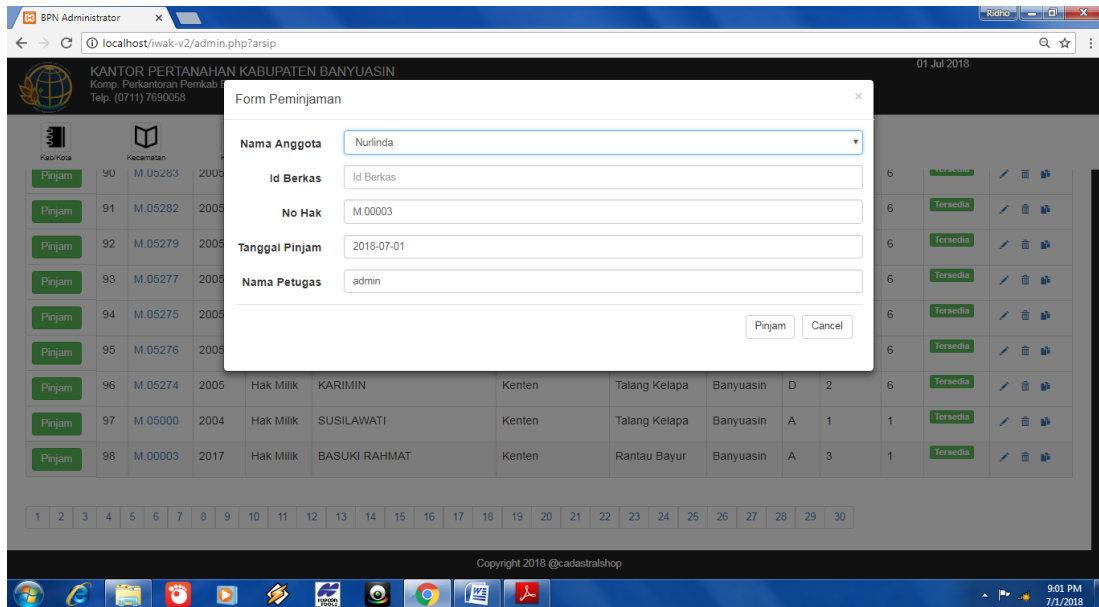 BPN Administrator
Ridho
localhost/iwak-v2/admin.php?arsip
KANTOR PERTANAHAN KABUPATEN BANYUASIN
01 Jul 2018
Komp. Perkantoran Pemkab
Telp. (0711) 7690058
Kab/Kota
Kecamatan
Form Peminjaman
×
Nama Anggota
Nurlinda
Id Berkas
Id Berkas
No Hak
M.00003
Tanggal Pinjam
2018-07-01
Nama Petugas
admin
Pinjam
Cancel
Pinjam 90 M.05283 2005 6 Tersedia
Pinjam 91 M.05282 2005 6 Tersedia
Pinjam 92 M.05279 2005 6 Tersedia
Pinjam 93 M.05277 2005 6 Tersedia
Pinjam 94 M.05275 2005 6 Tersedia
Pinjam 95 M.05276 2005 6 Tersedia
Pinjam 96 M.05274 2005 Hak Milik KARIMIN Kenten Talang Kelapa Banyuasin D 2 6 Tersedia
Pinjam 97 M.05000 2004 Hak Milik SUSILAWATI Kenten Talang Kelapa Banyuasin A 1 1 Tersedia
Pinjam 98 M.00003 2017 Hak Milik BASUKI RAHMAT Kenten Rantau Bayur Banyuasin A 3 1 Tersedia
1 2 3 4 5 6 7 8 9 10 11 12 13 14 15 16 17 18 19 20 21 22 23 24 25 26 27 28 29 30
Copyright 2018 @cadastralshop
TOPCON TOOLS
9:01 PM
7/1/2018